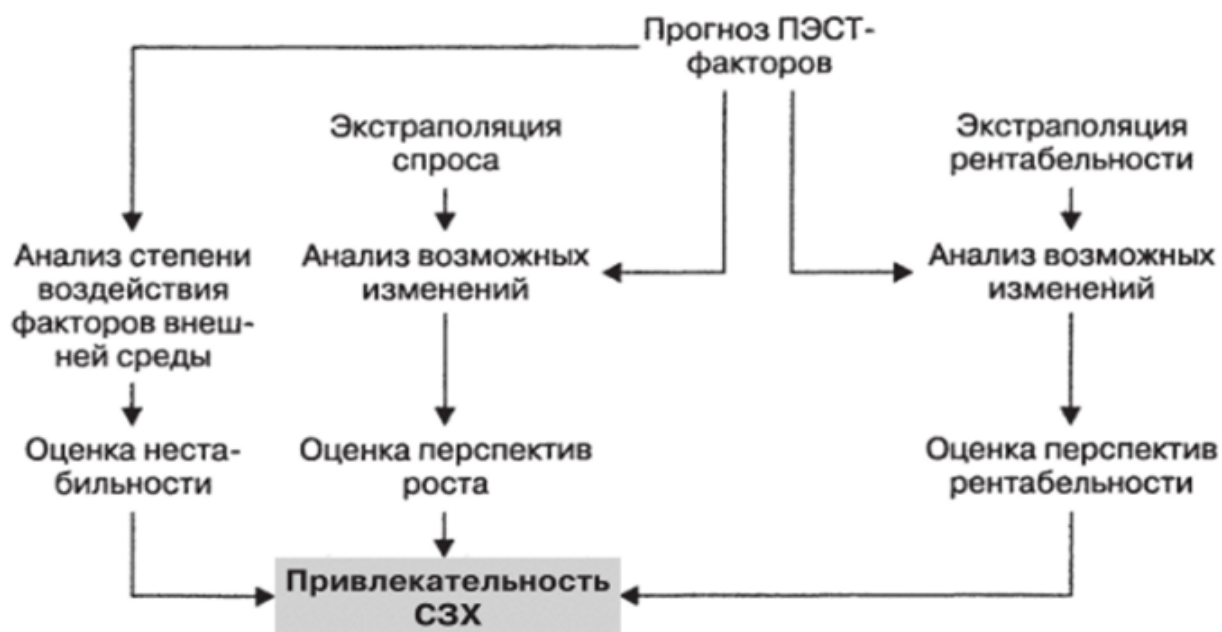 Прогноз ПЭСТ-
факторов
Экстраполяция
спроса
Экстраполяция
рентабельности
Анализ степени
воздействия
факторов внеш-
ней среды
Анализ возможных
изменений
Анализ возможных
изменений
Оценка неста-
бильности
Оценка перспектив
роста
Оценка перспектив
рентабельности
Привлекательность
СЗХ